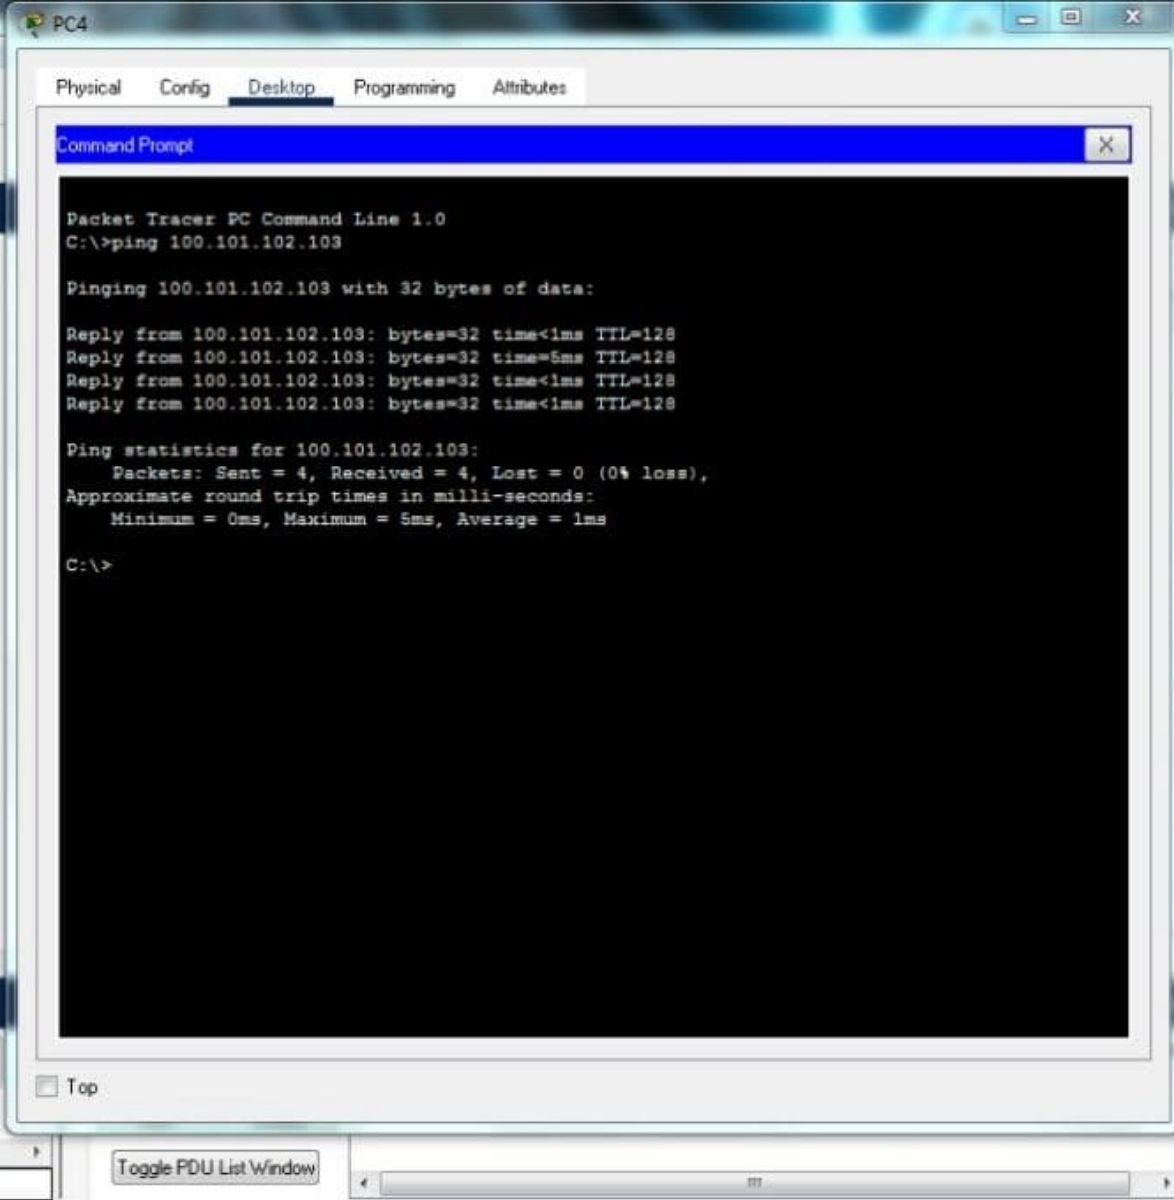 PC4
Physical Config Desktop Programming Attributes
Command Prompt X
Packet Tracer PC Command Line 1.0
C:\>ping 100.101.102.103
Pinging 100.101.102.103 with 32 bytes of data:
Reply from 100.101.102.103: bytes=32 time<1ms TTL=128
Reply from 100.101.102.103: bytes=32 time=5ms TTL=128
Reply from 100.101.102.103: bytes=32 time<1ms TTL=128
Reply from 100.101.102.103: bytes=32 time<1ms TTL=128
Ping statistics for 100.101.102.103:
Packets: Sent = 4, Received = 4, Lost = 0 (0% loss),
Approximate round trip times in milli-seconds:
Minimum = 0ms, Maximum = 5ms, Average = 1ms
C:\>
Top
Toggle PDU List Window